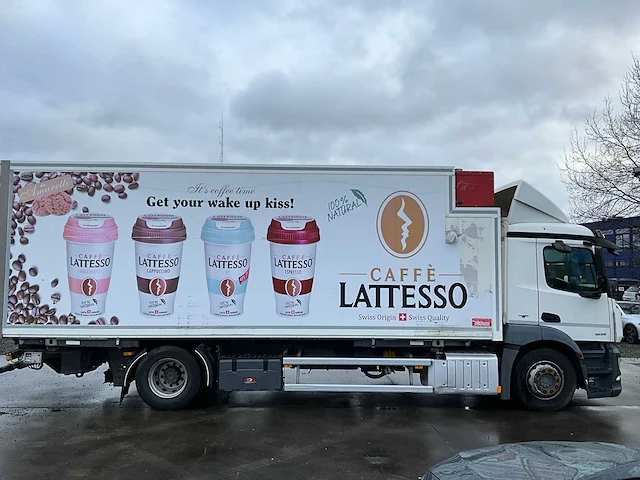 Amaretti
It's coffee time
Get your wake up kiss!
100%
NATURAL
CAFFÈ
LATTESSO
CAFFÈ
LATTESSO
CAPPUCCINO
CAFFÈ
LATTESSO
CAFFÈ
LATTESSO
ESPRESSO
CAFFÈ
LATTESSO
Swiss Origin Swiss Quality